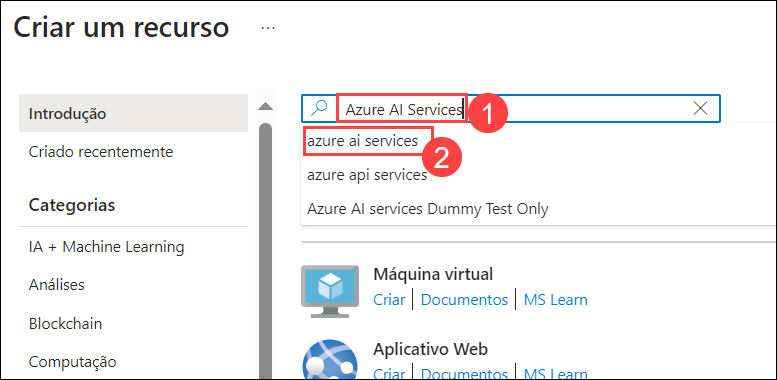 Criar um recurso ...
Introdução
Criado recentemente
Categorias
IA + Machine Learning
Análises
Blockchain
Computação
Azure AI Services 1
azure ai services
2
azure api services
Azure AI services Dummy Test Only
Máquina virtual
Criar | Documentos | MS Learn
Aplicativo Web
Criar | Documentos | MS Learn